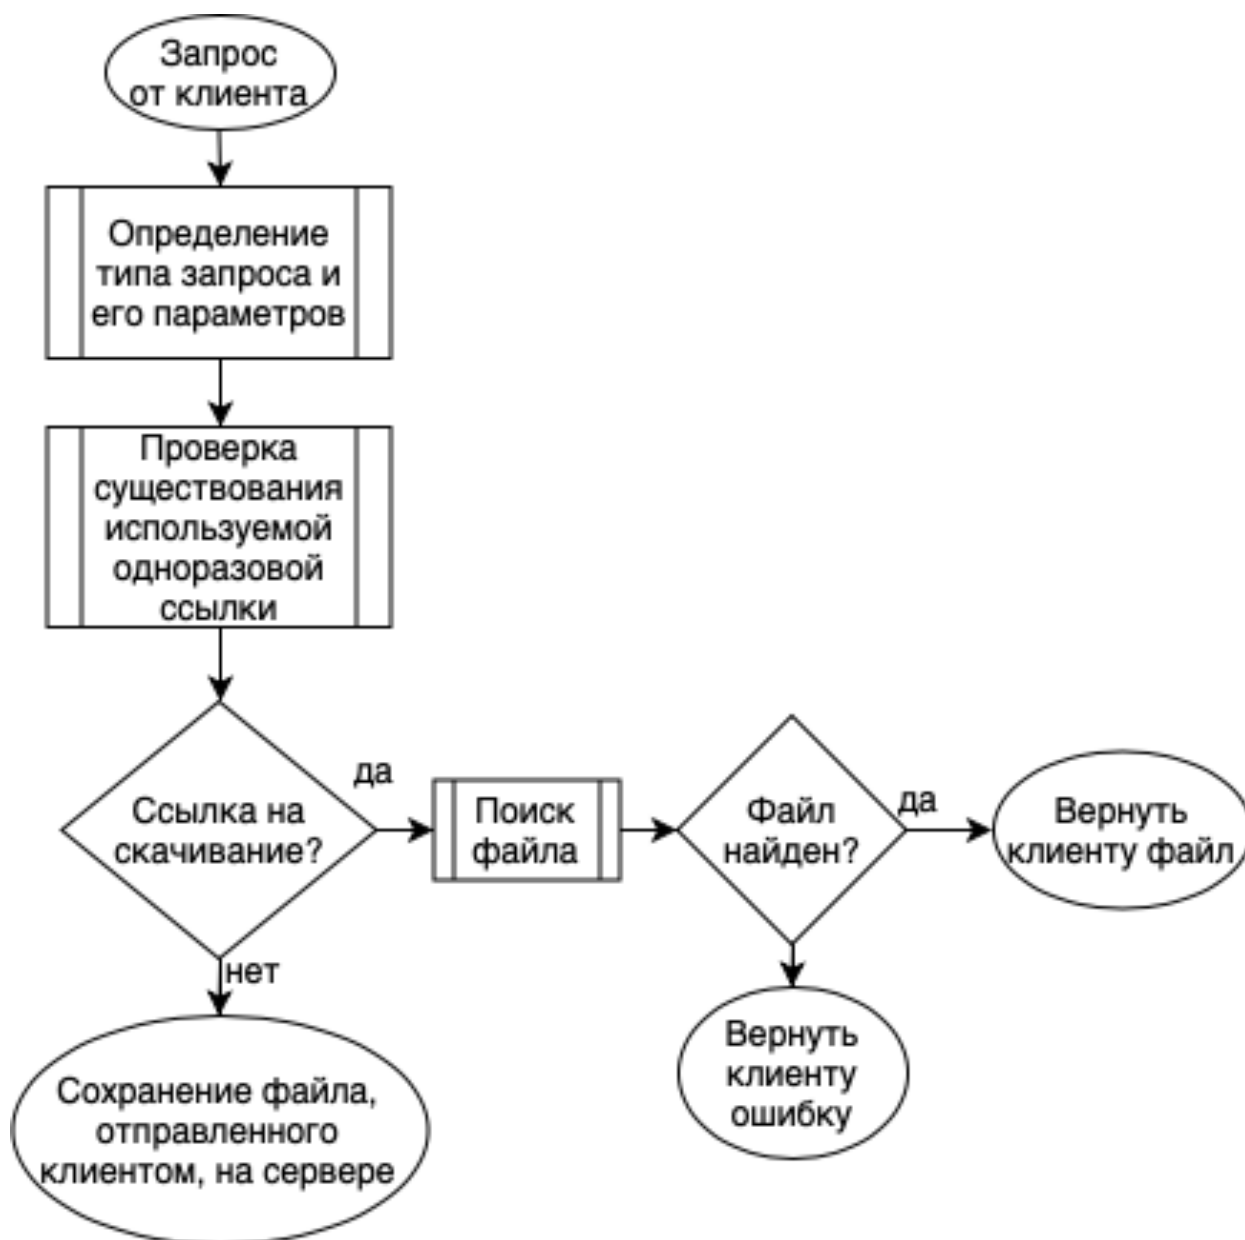 Запрос
от клиента
Определение
типа запроса и
его параметров
Проверка
существования
используемой
одноразовой
ссылки
Ссылка на
скачивание?
да
Поиск
файла
Файл
найден?
да
Вернуть
клиенту файл
нет
Сохранение файла,
отправленного
клиентом, на сервере
Вернуть
клиенту
ошибку